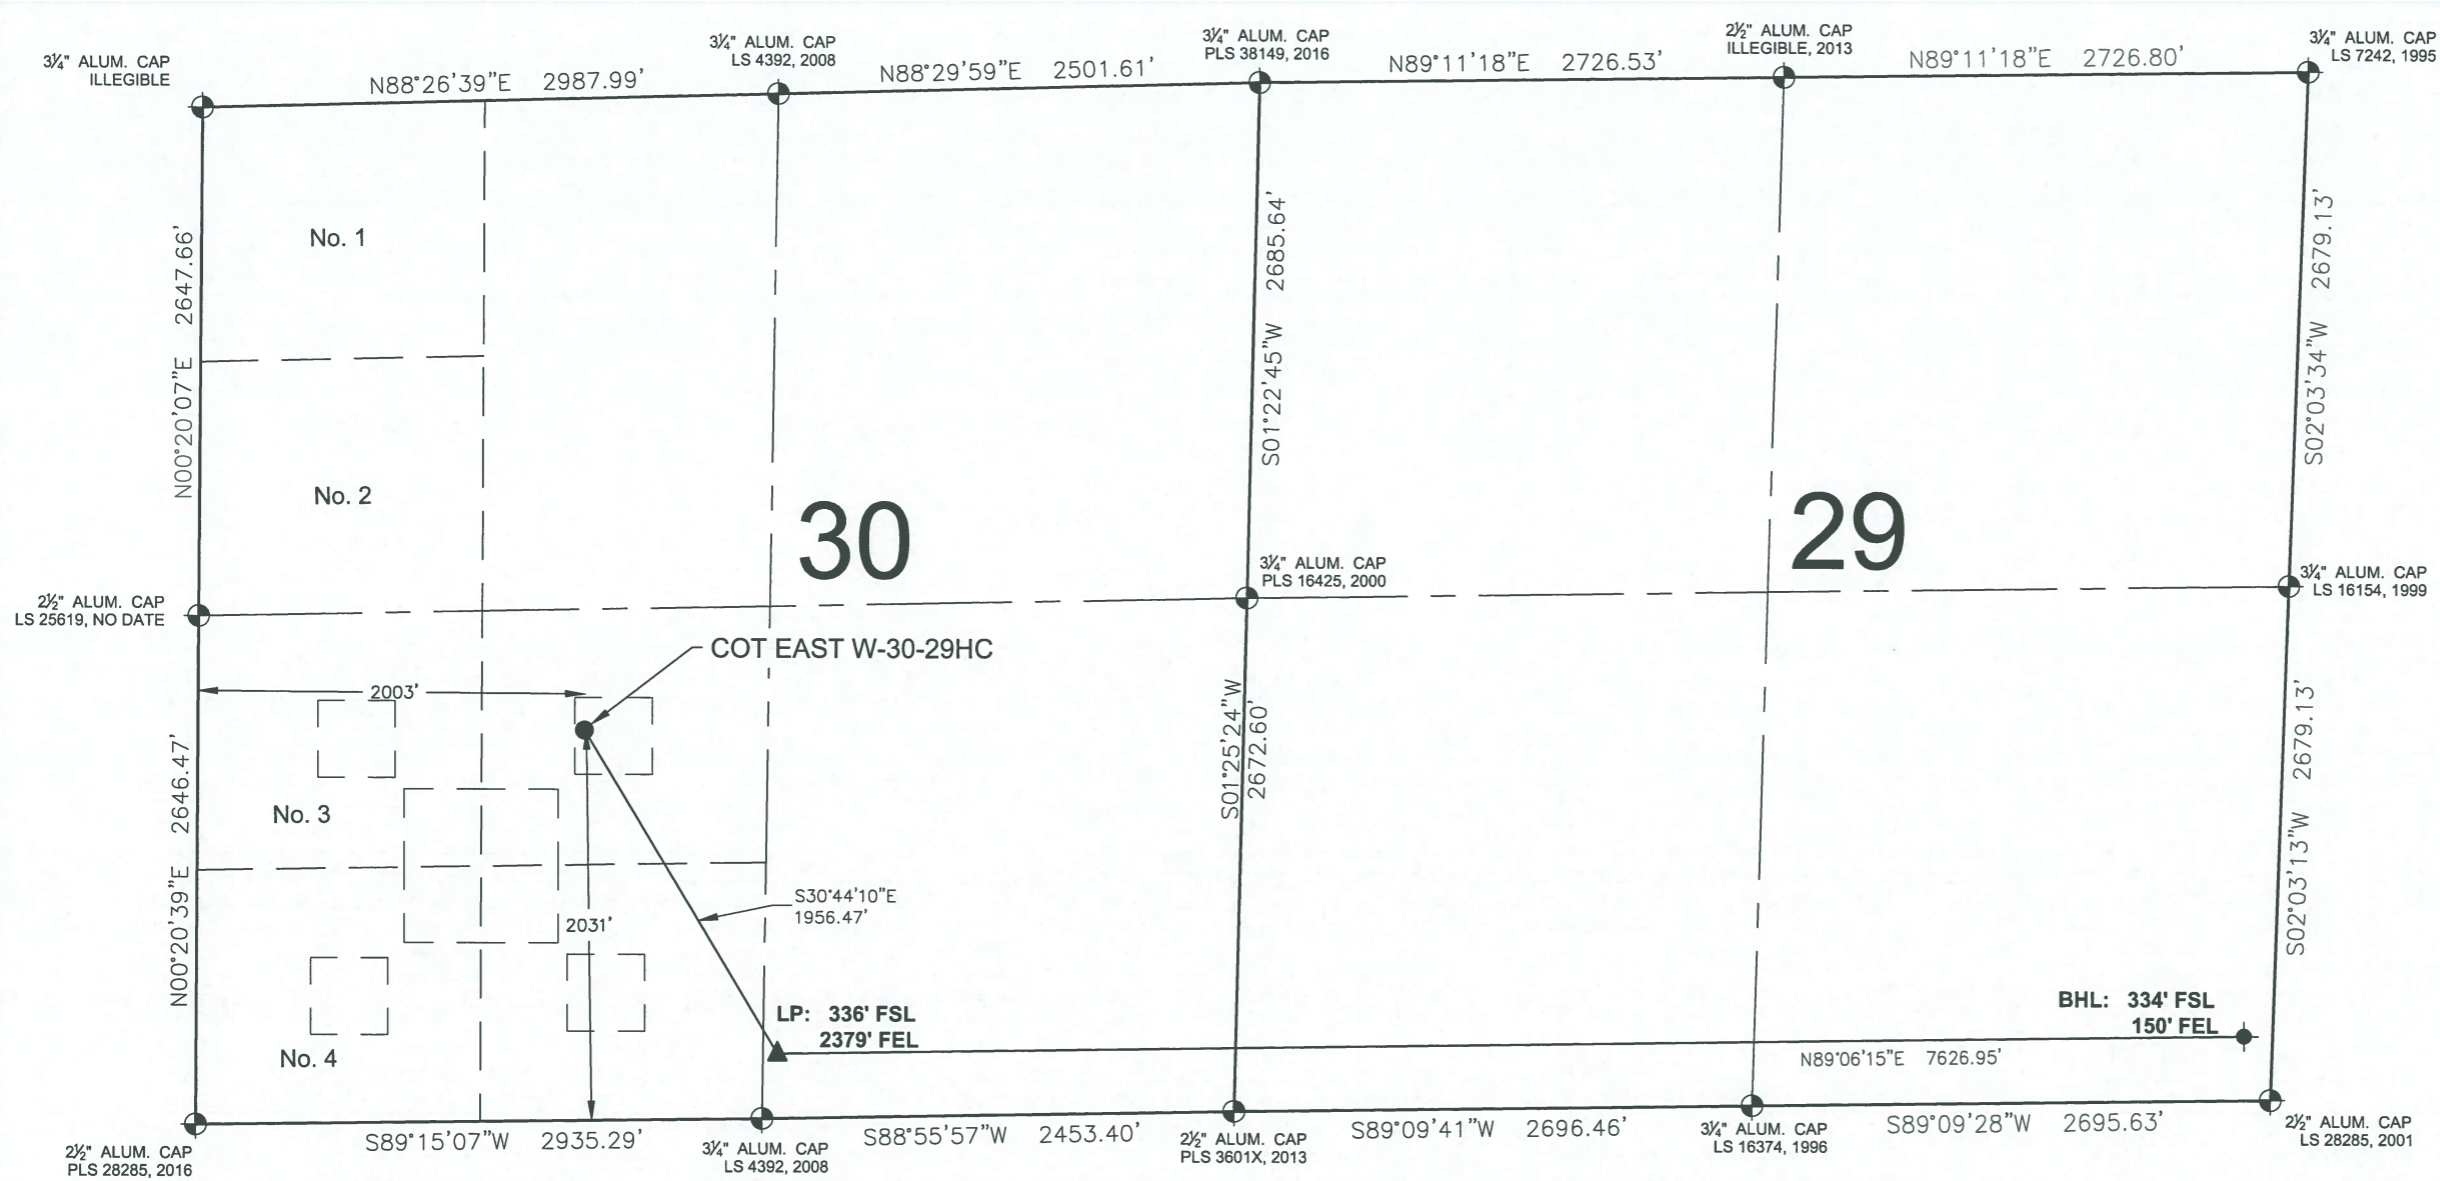 3¼" ALUM. CAP
ILLEGIBLE
N88°26'39"E 2987.99'
3¼" ALUM. CAP
LS 4392, 2008
N88°29'59"E 2501.61'
3¼" ALUM. CAP
PLS 38149, 2016
N89°11'18"E 2726.53'
2½" ALUM. CAP
ILLEGIBLE, 2013
N89°11'18"E 2726.80'
3¼" ALUM. CAP
LS 7242, 1995
No. 1
N00°20'07"E 2647.66'
S01°22'45"W 2685.64'
S02°03'34"W 2679.13'
No. 2
30
29
3¼" ALUM. CAP
PLS 16425, 2000
3¼" ALUM. CAP
LS 16154, 1999
2½" ALUM. CAP
LS 25619, NO DATE
COT EAST W-30-29HC
2003'
N00°20'39"E 2646.47'
S01°25'24"W
2672.60'
S02°03'13"W 2679.13'
No. 3
S30°44'10"E
1956.47'
2031'
LP: 336' FSL
2379' FEL
BHL: 334' FSL
150' FEL
N89°06'15"E 7626.95'
No. 4
2½" ALUM. CAP
PLS 28285, 2016
S89°15'07"W 2935.29'
3¼" ALUM. CAP
LS 4392, 2008
S88°55'57"W 2453.40'
2½" ALUM. CAP
PLS 3601X, 2013
S89°09'41"W 2696.46'
3¼" ALUM. CAP
LS 16374, 1996
S89°09'28"W 2695.63'
2½" ALUM. CAP
LS 28285, 2001